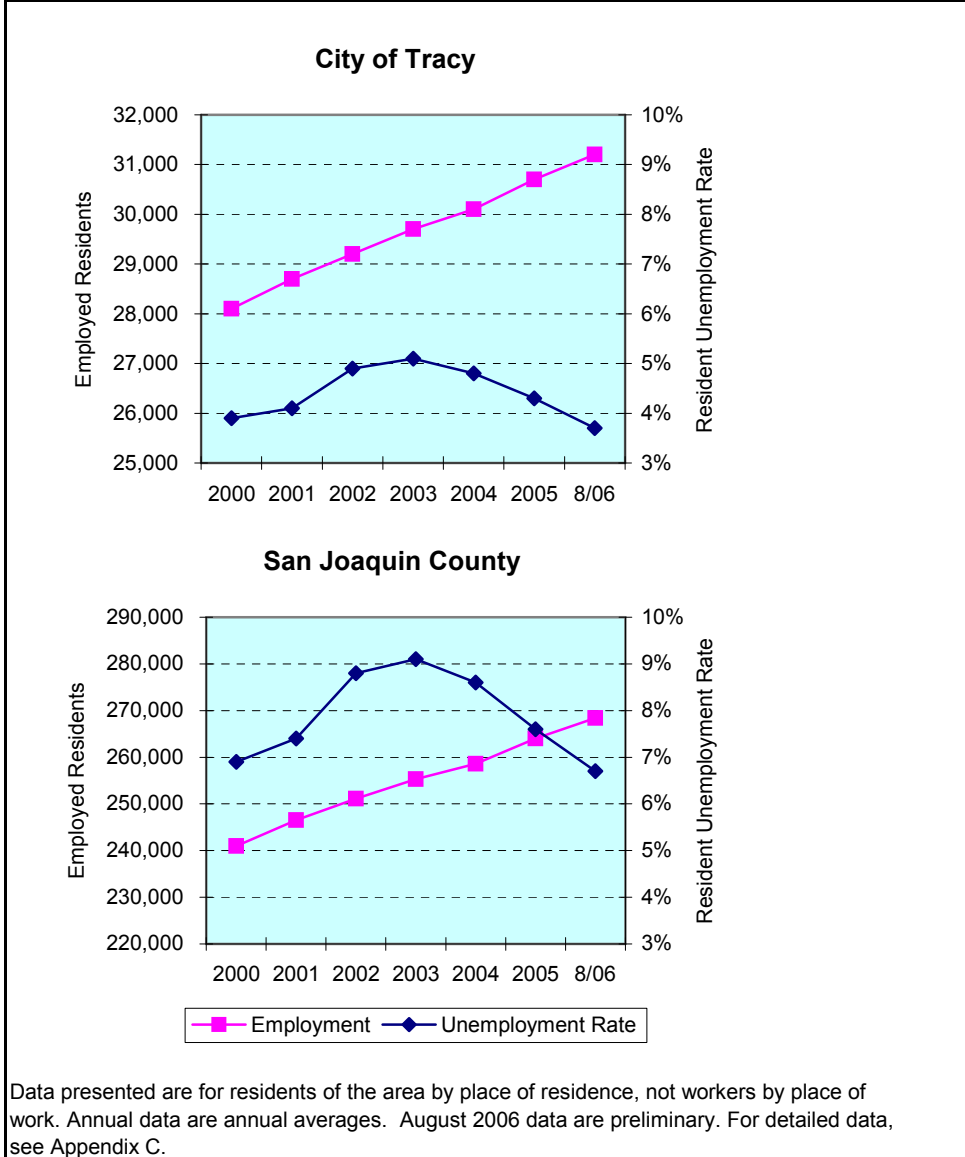 City of Tracy
32,000
31,000
30,000
29,000
28,000
27,000
26,000
25,000
Employed Residents
10%
9%
8%
7%
6%
5%
4%
3%
Resident Unemployment Rate
2000 2001 2002 2003 2004 2005 8/06
San Joaquin County
290,000
280,000
270,000
260,000
250,000
240,000
230,000
220,000
Employed Residents
10%
9%
8%
7%
6%
5%
4%
3%
Resident Unemployment Rate
2000 2001 2002 2003 2004 2005 8/06
Employment Unemployment Rate
Data presented are for residents of the area by place of residence, not workers by place of
work. Annual data are annual averages.  August 2006 data are preliminary. For detailed data,
see Appendix C.